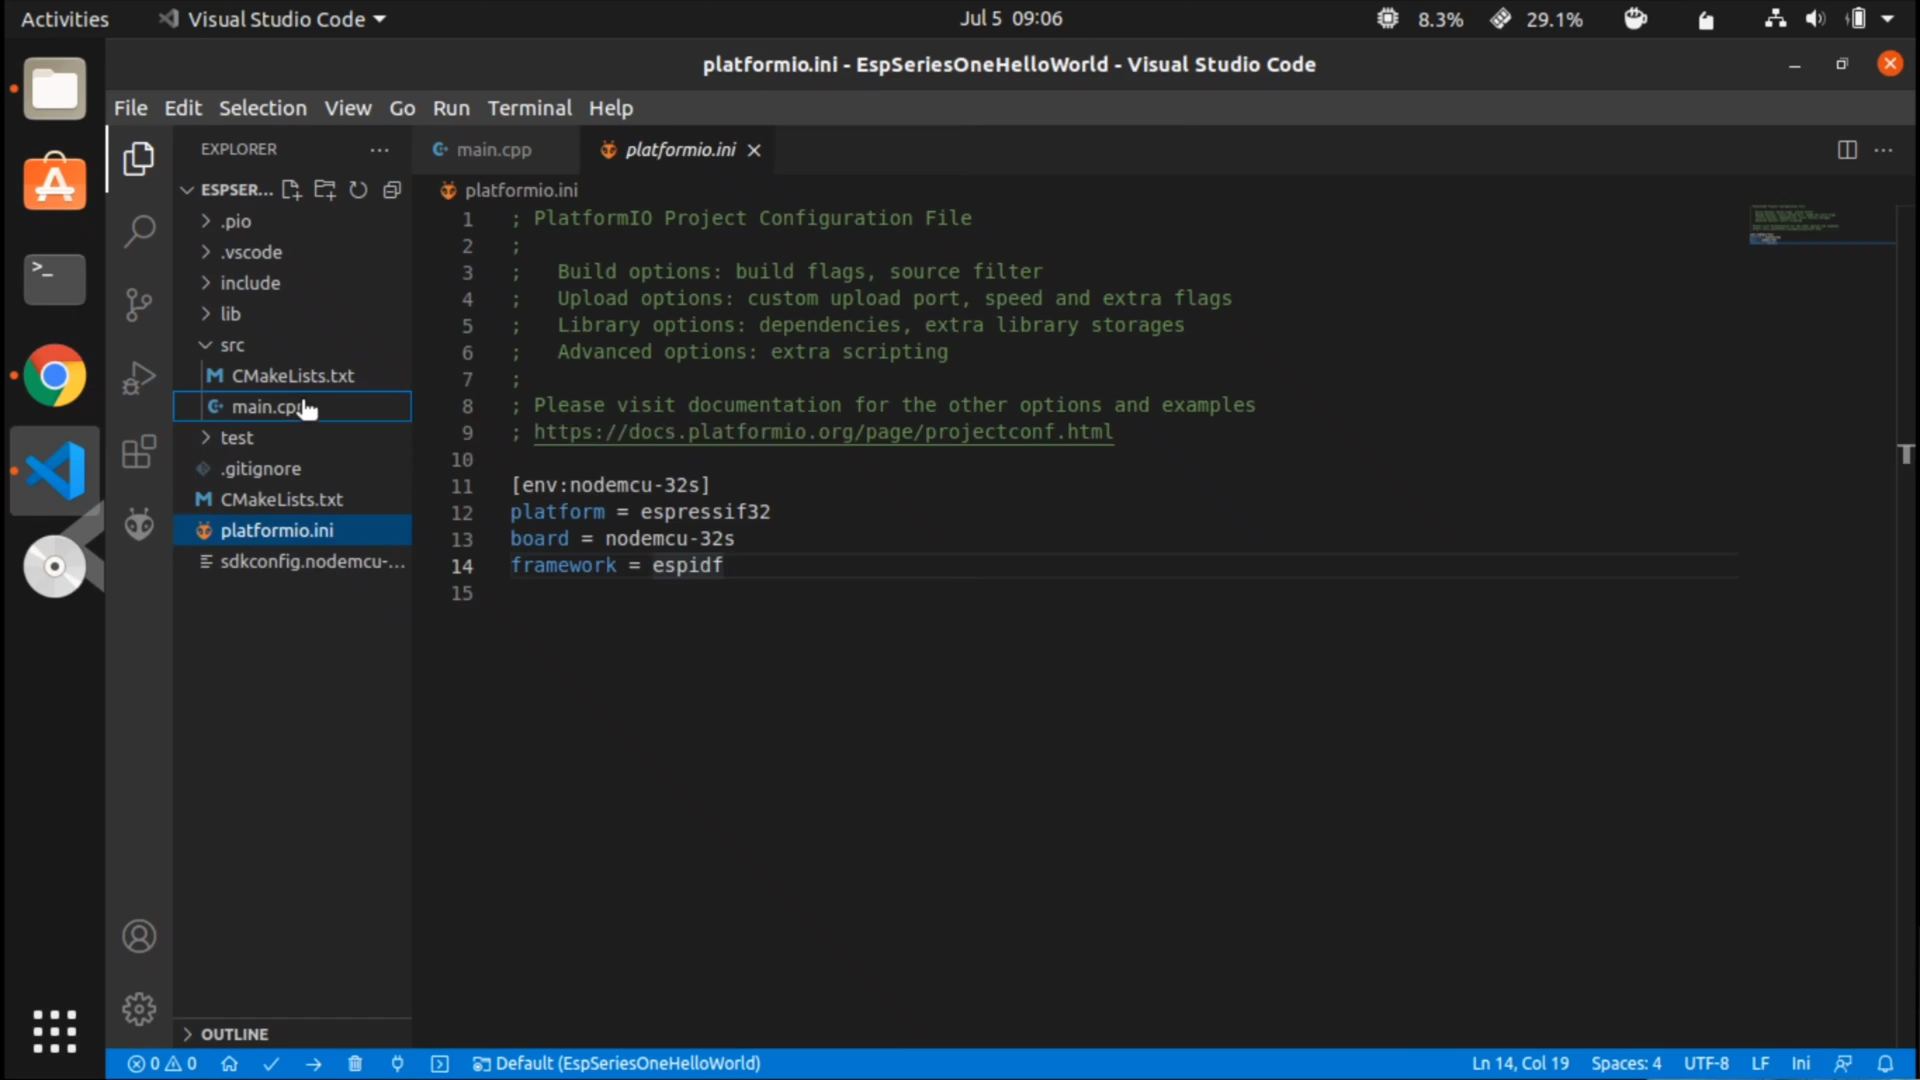 Activities
Visual Studio Code
Jul 5 09:06
8.3%
29.1%
platformio.ini - EspSeriesOneHelloWorld - Visual Studio Code
File Edit Selection View Go Run Terminal Help
EXPLORER
main.cpp
platformio.ini
ESPSER...
platformio.ini
.pio
.vscode
include
lib
src
CMakeLists.txt
main.cpp
test
.gitignore
CMakeLists.txt
platformio.ini
sdkconfig.nodemcu-...
OUTLINE
1 ; PlatformIO Project Configuration File
2 ;
3 ; Build options: build flags, source filter
4 ; Upload options: custom upload port, speed and extra flags
5 ; Library options: dependencies, extra library storages
6 ; Advanced options: extra scripting
7 ;
8 ; Please visit documentation for the other options and examples
9 ; https://docs.platformio.org/page/projectconf.html
10
11 [env:nodemcu-32s]
12 platform = espressif32
13 board = nodemcu-32s
14 framework = espidf
15
0 0 Default (EspSeriesOneHelloWorld)
Ln 14, Col 19 Spaces: 4 UTF-8 LF Ini